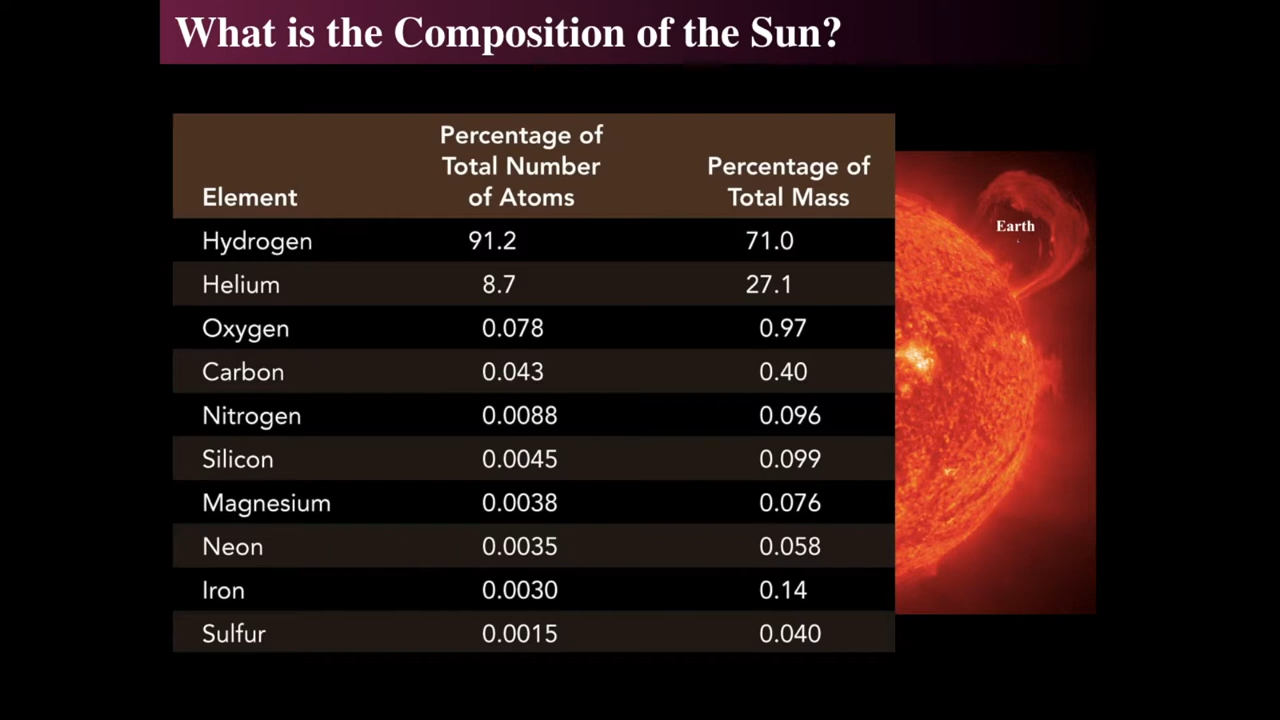 What is the Composition of the Sun?
Element Percentage of Total Number of Atoms Percentage of Total Mass
Hydrogen 91.2 71.0
Helium 8.7 27.1
Oxygen 0.078 0.97
Carbon 0.043 0.40
Nitrogen 0.0088 0.096
Silicon 0.0045 0.099
Magnesium 0.0038 0.076
Neon 0.0035 0.058
Iron 0.0030 0.14
Sulfur 0.0015 0.040
Earth